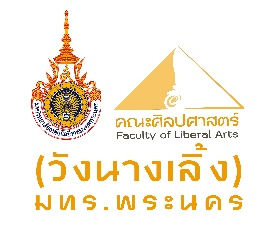 คณะศิลปศาสตร์
Faculty of Liberal Arts
(วังนางเลิ้ง)
มทร.พระนคร